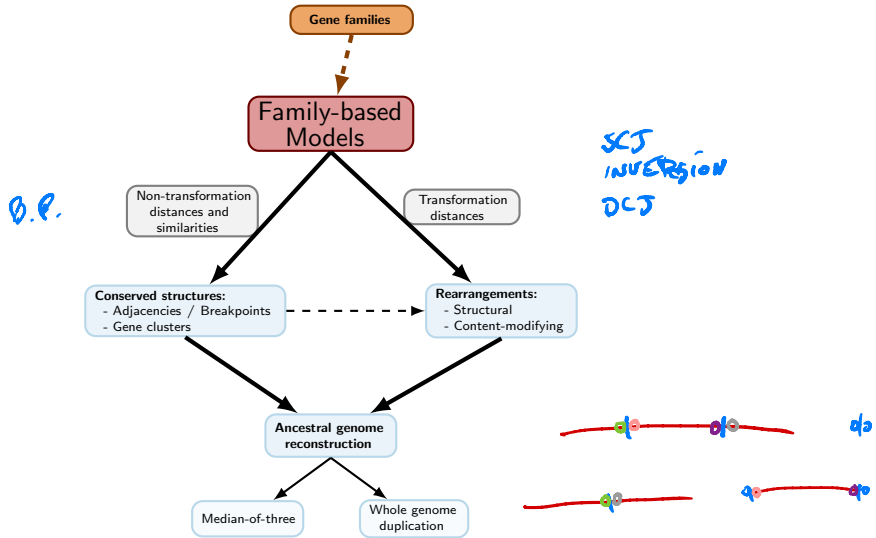 Gene families
Family-based
Models
SCJ
INVERSION
DCJ
B.P.
Non-transformation
distances and
similarities
Transformation
distances
Conserved structures:
- Adjacencies / Breakpoints
- Gene clusters
Rearrangements:
- Structural
- Content-modifying
Ancestral genome
reconstruction
Median-of-three
Whole genome
duplication